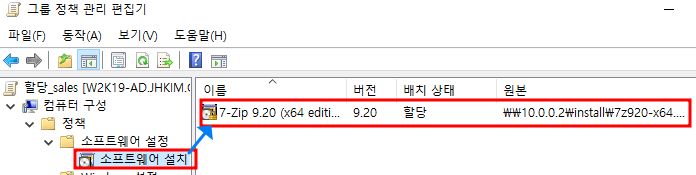 그룹 정책 관리 편집기
파일(F) 동작(A) 보기(V) 도움말(H)
할당_sales [W2K19-AD.JHKIM.C
컴퓨터 구성
정책
소프트웨어 설정
소프트웨어 설치
이름 버전 배치 상태 원본
7-Zip 9.20 (x64 editi... 9.20 할당 ₩₩10.0.0.2₩install₩7z920-x64....